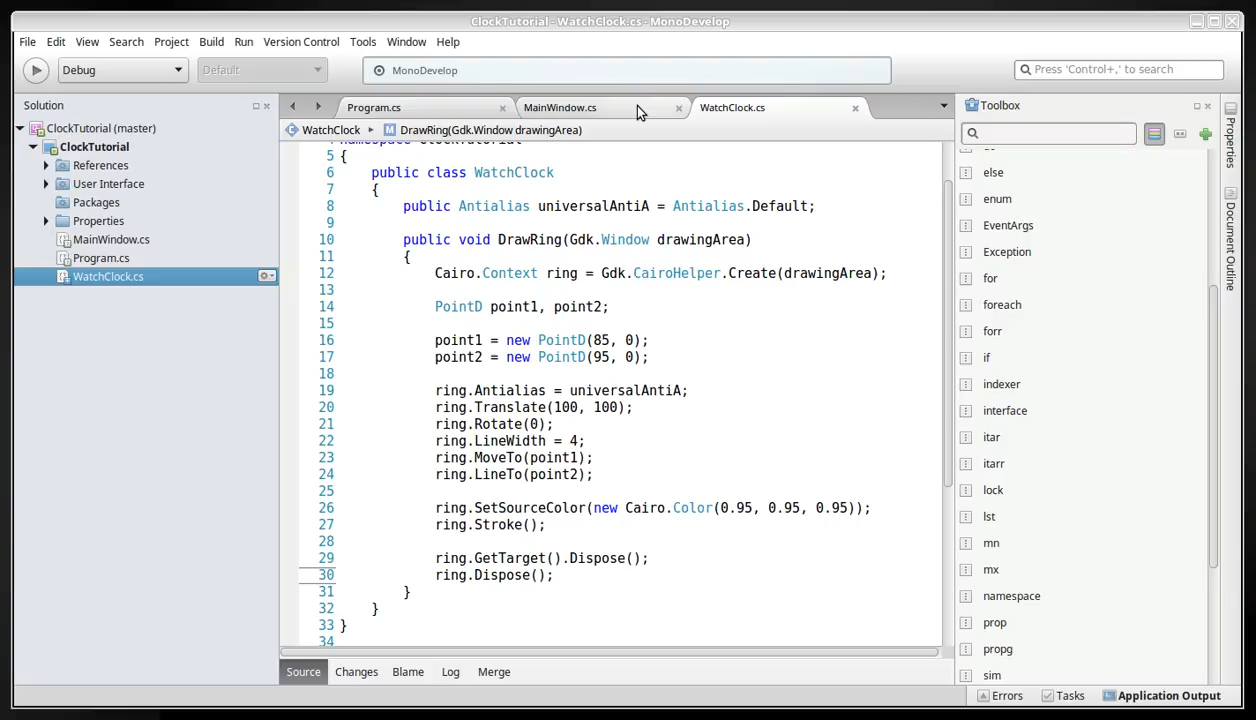 ClockTutorial - WatchClock.cs - MonoDevelop
File Edit View Search Project Build Run Version Control Tools Window Help
Debug Default MonoDevelop Press 'Control+,' to search
Solution
ClockTutorial (master)
ClockTutorial
References
User Interface
Packages
Properties
MainWindow.cs
Program.cs
WatchClock.cs
Program.cs MainWindow.cs WatchClock.cs
WatchClock DrawRing(Gdk.Window drawingArea)
namespace ClockTutorial
5 {
6 public class WatchClock
7 {
8 public Antialias universalAntiA = Antialias.Default;
9
10 public void DrawRing(Gdk.Window drawingArea)
11 {
12 Cairo.Context ring = Gdk.CairoHelper.Create(drawingArea);
13
14 PointD point1, point2;
15
16 point1 = new PointD(85, 0);
17 point2 = new PointD(95, 0);
18
19 ring.Antialias = universalAntiA;
20 ring.Translate(100, 100);
21 ring.Rotate(0);
22 ring.LineWidth = 4;
23 ring.MoveTo(point1);
24 ring.LineTo(point2);
25
26 ring.SetSourceColor(new Cairo.Color(0.95, 0.95, 0.95));
27 ring.Stroke();
28
29 ring.GetTarget().Dispose();
30 ring.Dispose();
31 }
32 }
33 }
34
Source Changes Blame Log Merge
Toolbox
else
enum
EventArgs
Exception
for
foreach
forr
if
indexer
interface
itar
itarr
lock
lst
mn
mx
namespace
prop
propg
sim
Properties
Document Outline
Errors Tasks Application Output